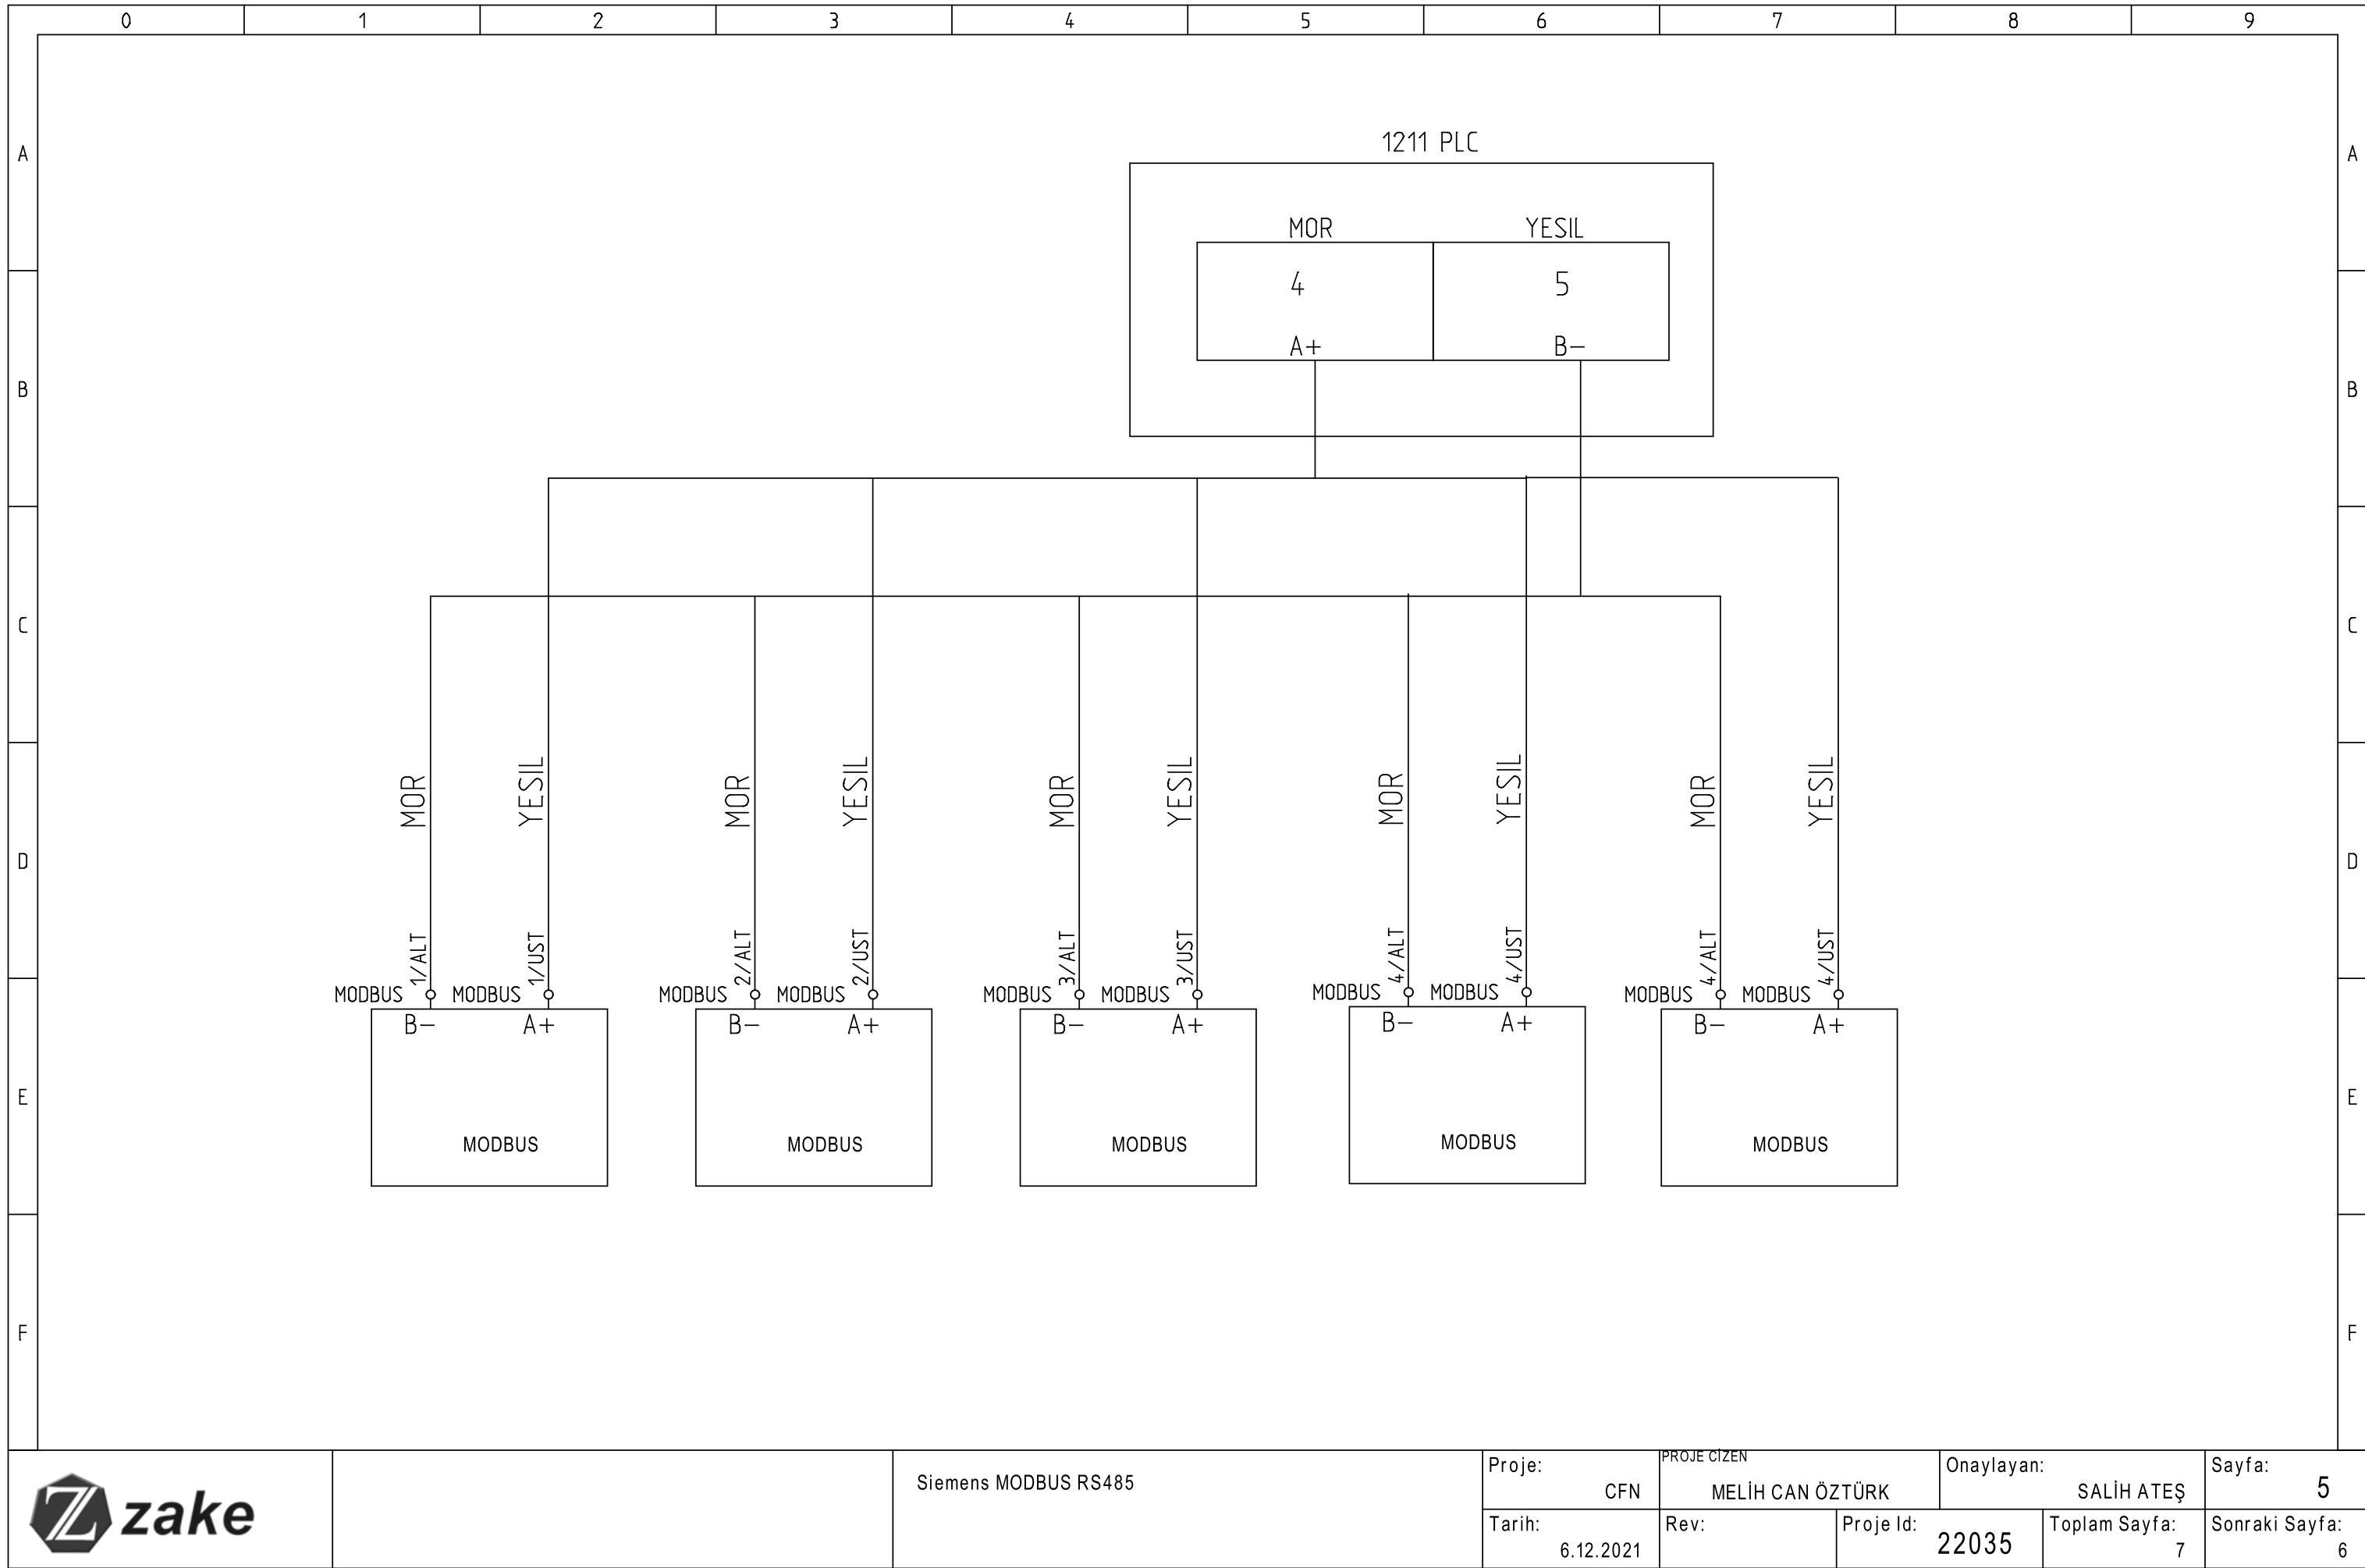 0 1 2 3 4 5 6 7 8 9
A A
1211 PLC
MOR YESIL
4 5
A+ B-
B B
C C
MOR YESIL MOR YESIL MOR YESIL MOR YESIL MOR YESIL
D D
1/ALT 1/UST 2/ALT 2/UST 3/ALT 3/UST 4/ALT 4/UST 4/ALT 4/UST
MODBUS MODBUS MODBUS MODBUS MODBUS MODBUS MODBUS MODBUS MODBUS MODBUS
B- A+ B- A+ B- A+ B- A+ B- A+
E E
MODBUS MODBUS MODBUS MODBUS MODBUS
F F
Z zake
Siemens MODBUS RS485
Proje: CFN
PROJE CİZEN
MELİH CAN ÖZTÜRK
Onaylayan:
SALİH ATEŞ
Sayfa:
5
Tarih:
6.12.2021
Rev:
Proje Id: 22035
Toplam Sayfa:
7
Sonraki Sayfa:
6